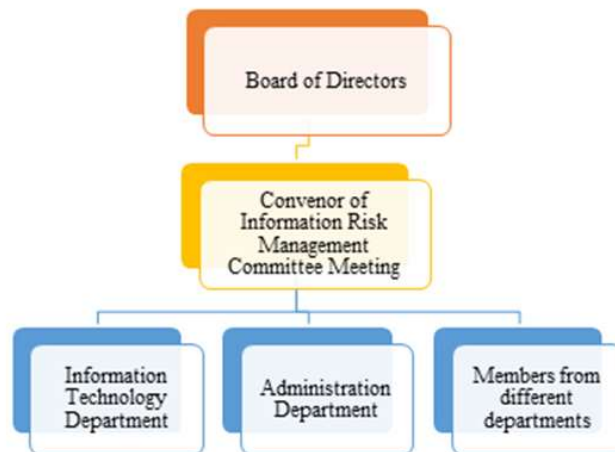 Board of Directors
Convenor of
Information Risk
Management
Committee Meeting
Information
Technology
Department
Administration
Department
Members from
different
departments